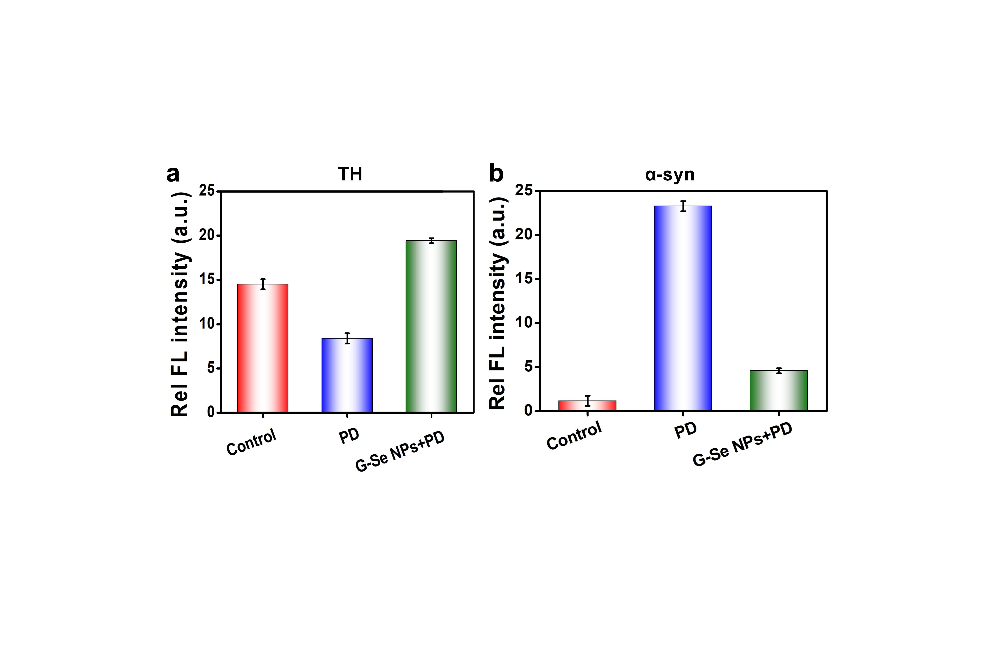 a
TH
Rel FL intensity (a.u.)
25
20
15
10
5
0
Control
PD
G-Se NPs+PD
b
α-syn
Rel FL intensity (a.u.)
25
20
15
10
5
0
Control
PD
G-Se NPs+PD